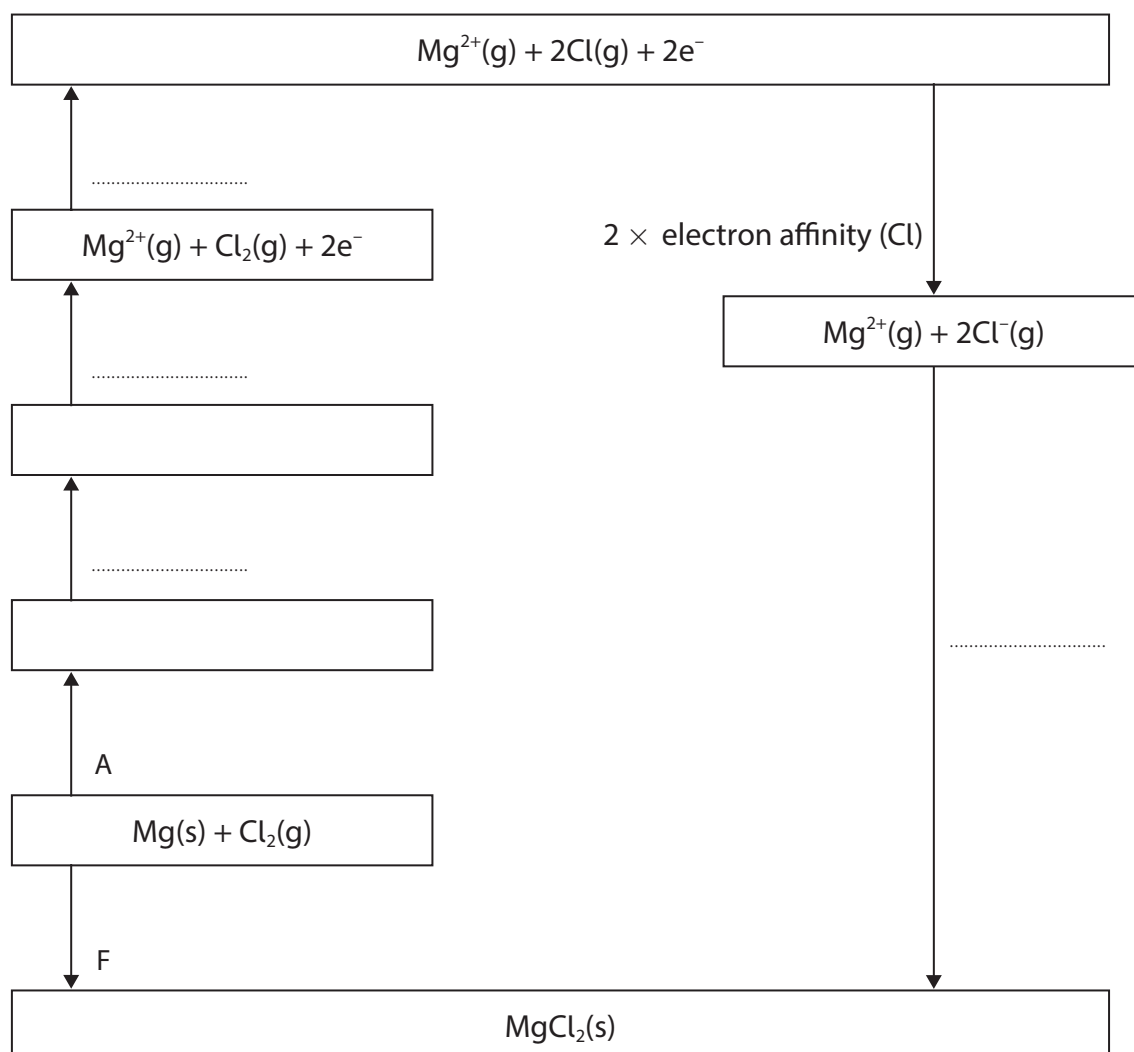 Mg²⁺(g) + 2Cl(g) + 2e⁻
..............................
Mg²⁺(g) + Cl₂(g) + 2e⁻
2 × electron affinity (Cl)
Mg²⁺(g) + 2Cl⁻(g)
..............................
..............................
..............................
A
Mg(s) + Cl₂(g)
F
MgCl₂(s)